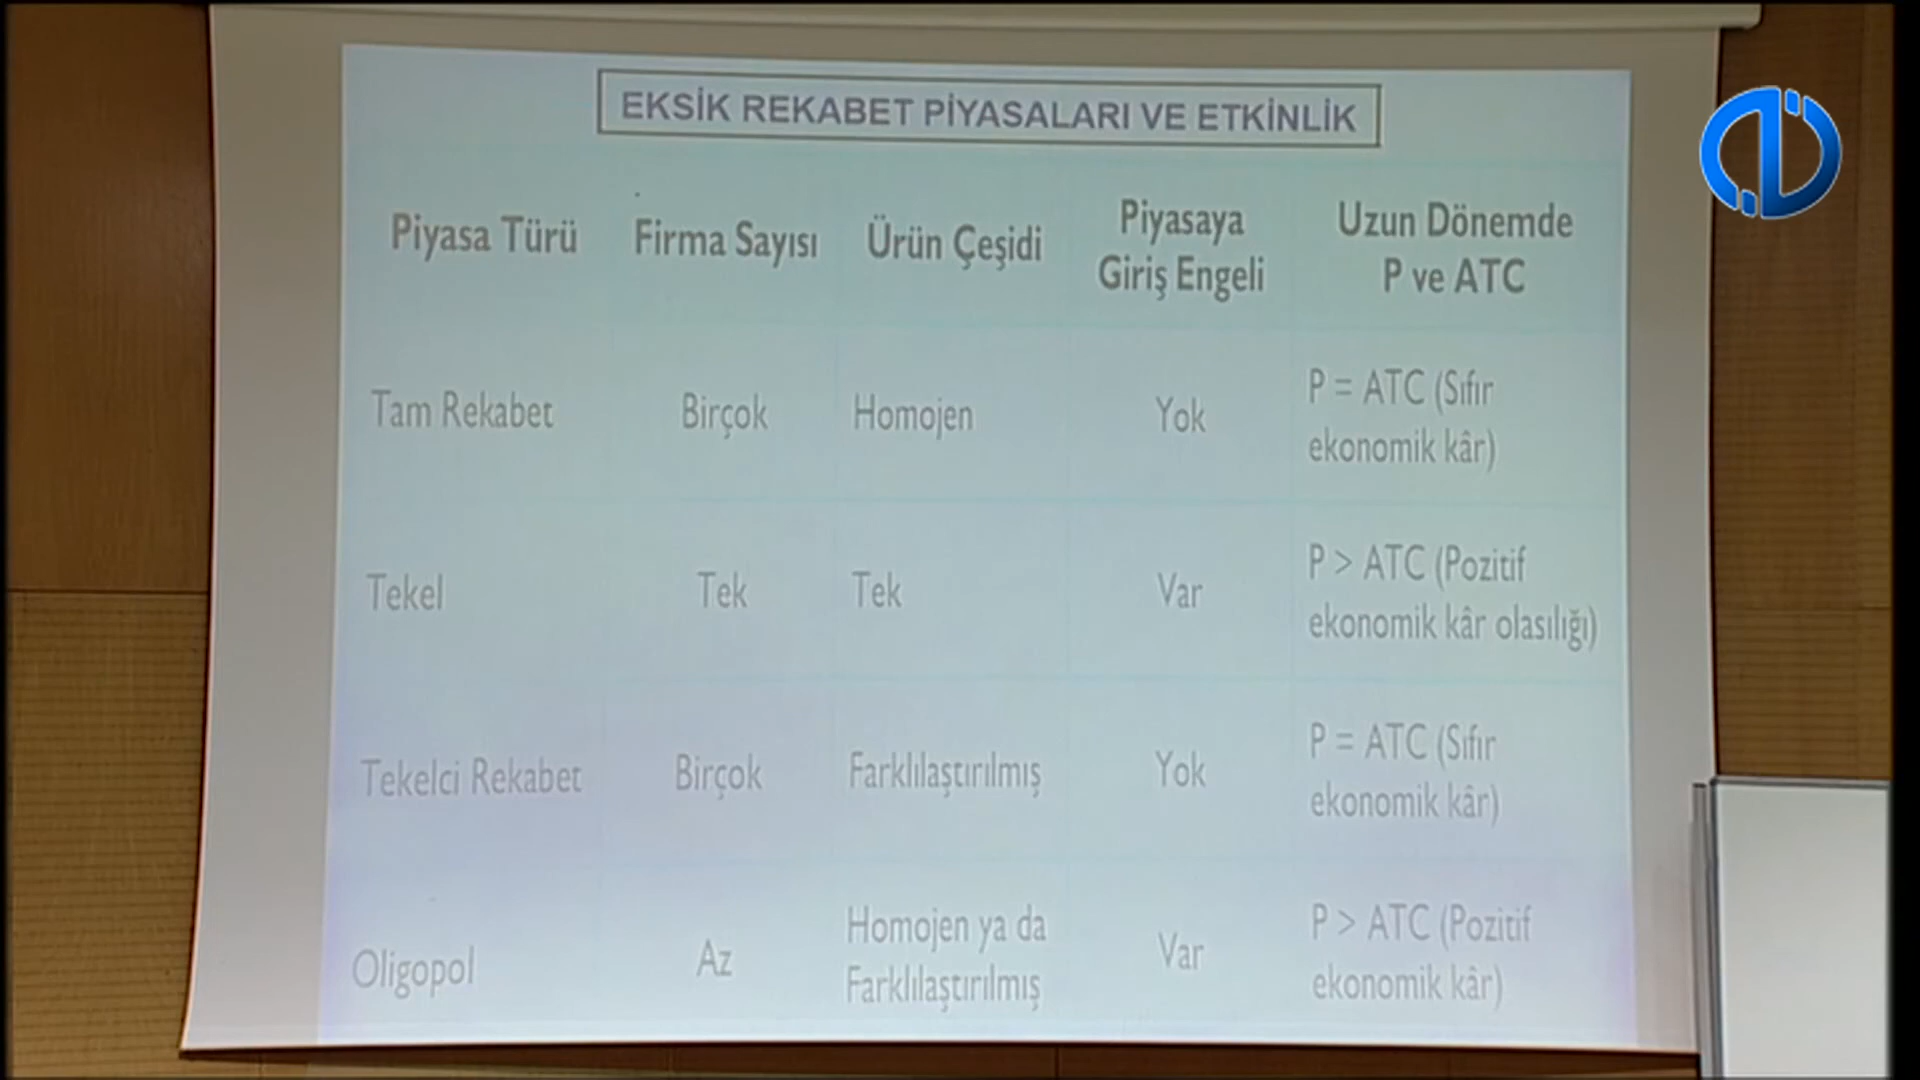 EKSİK REKABET PİYASALARI VE ETKİNLİK
Piyasa Türü
Firma Sayısı
Ürün Çeşidi
Piyasaya
Giriş Engeli
Uzun Dönemde
P ve ATC
Tam Rekabet
Birçok
Homojen
Yok
P = ATC (Sıfır
ekonomik kâr)
Tekel
Tek
Tek
Var
P > ATC (Pozitif
ekonomik kâr olasılığı)
Tekelci Rekabet
Birçok
Farklılaştırılmış
Yok
P = ATC (Sıfır
ekonomik kâr)
Oligopol
Az
Homojen ya da
Farklılaştırılmış
Var
P > ATC (Pozitif
ekonomik kâr)